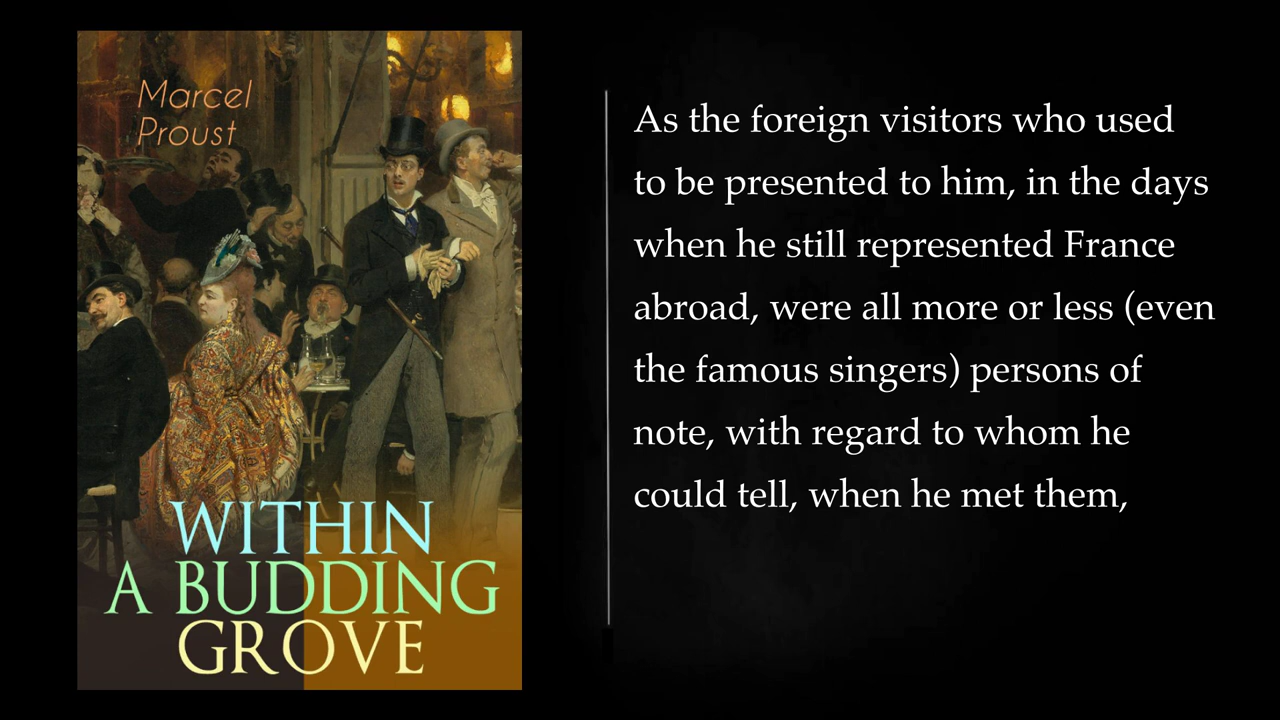 Marcel
Proust
WITHIN
A BUDDING
GROVE
As the foreign visitors who used
to be presented to him, in the days
when he still represented France
abroad, were all more or less (even
the famous singers) persons of
note, with regard to whom he
could tell, when he met them,